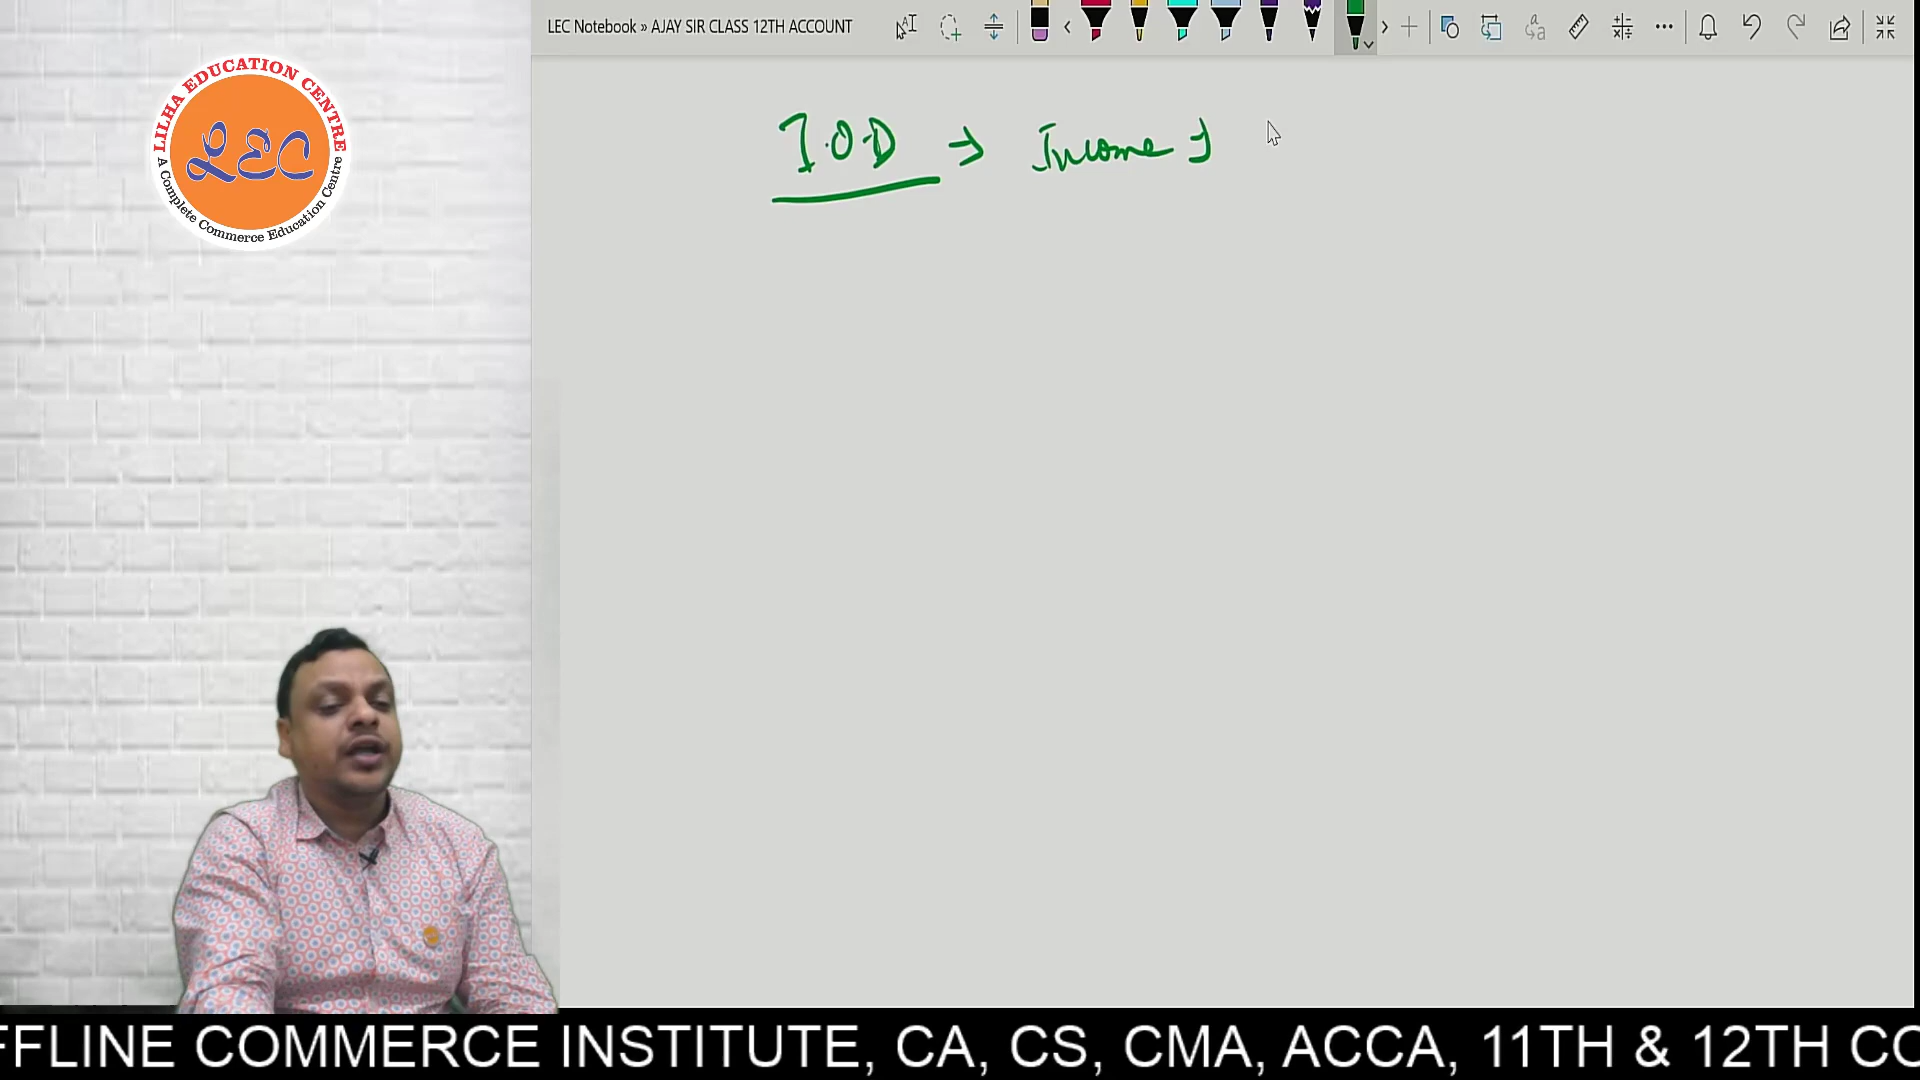 LILHA EDUCATION CENTRE
LEC
A Complete Commerce Education Centre
LEC Notebook » AJAY SIR CLASS 12TH ACCOUNT
I.O.D → Income
FFLINE COMMERCE INSTITUTE, CA, CS, CMA, ACCA, 11TH & 12TH CO